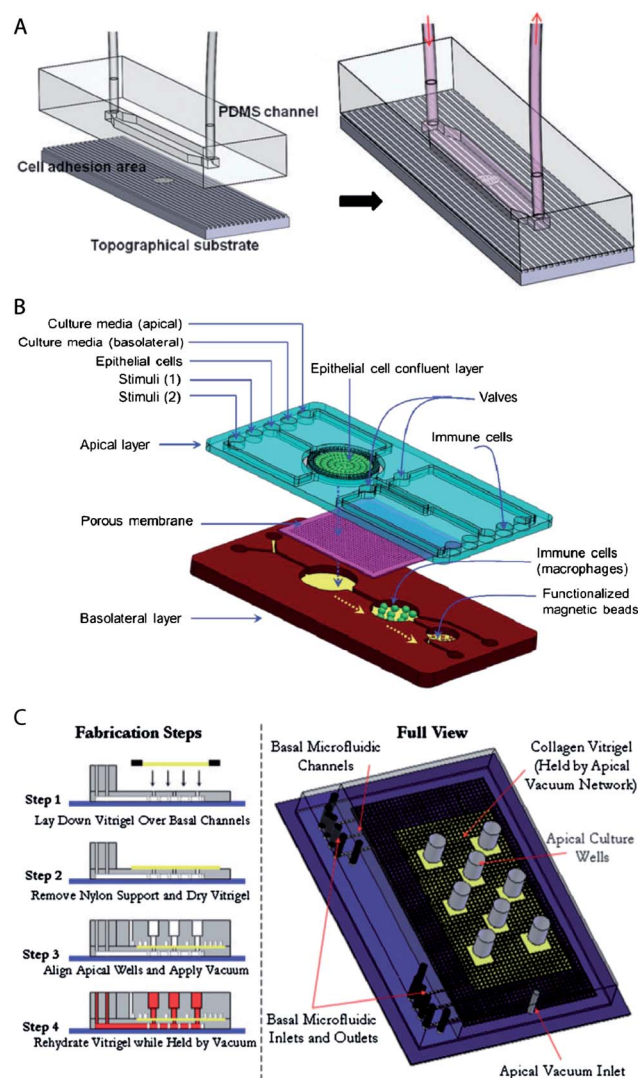 A
PDMS channel
Cell adhesion area
Topographical substrate
B
Culture media (apical)
Culture media (basolateral)
Epithelial cells
Stimuli (1)
Stimuli (2)
Apical layer
Porous membrane
Basolateral layer
Epithelial cell confluent layer
Valves
Immune cells
Immune cells
(macrophages)
Functionalized
magnetic beads
C
Fabrication Steps
Step 1
Lay Down Vitrigel Over Basal Channels
Step 2
Remove Nylon Support and Dry Vitrigel
Step 3
Align Apical Wells and Apply Vacuum
Step 4
Rehydrate Vitrigel while Held by Vacuum
Full View
Basal Microfluidic
Channels
Collagen Vitrigel
(Held by Apical
Vacuum Network)
Apical Culture
Wells
Basal Microfluidic
Inlets and Outlets
Apical Vacuum Inlet